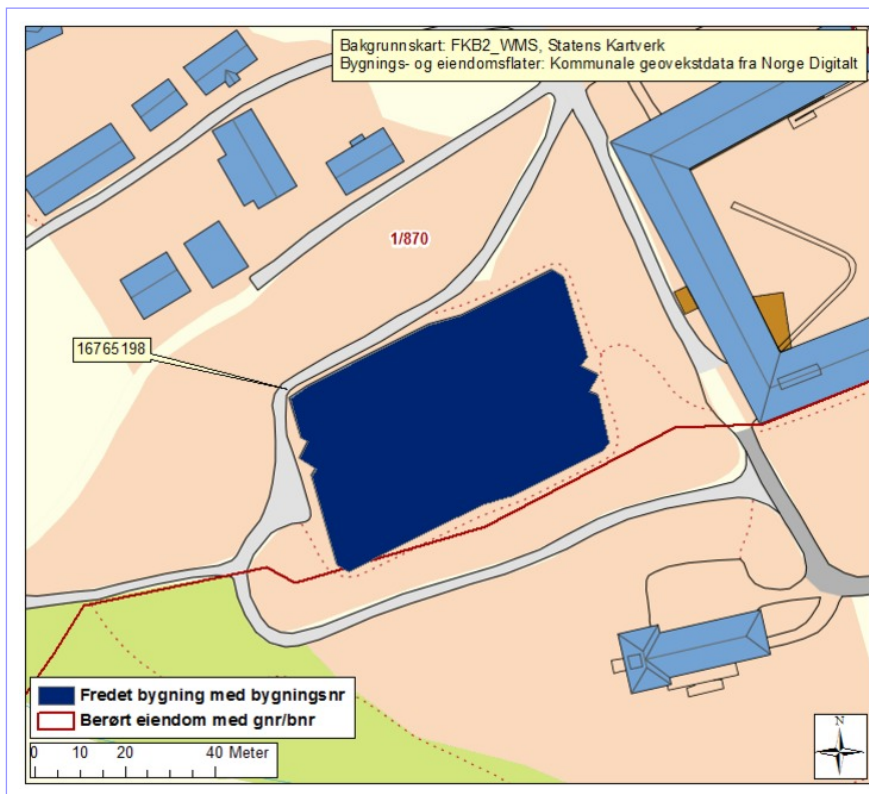 Bakgrunnskart: FKB2_WMS, Statens Kartverk
Bygnings- og eiendomsflater: Kommunale geovekstdata fra Norge Digitalt
1/870
16765198
Fredet bygning med bygningsnr
Berørt eiendom med gnr/bnr
0 10 20 40 Meter
N